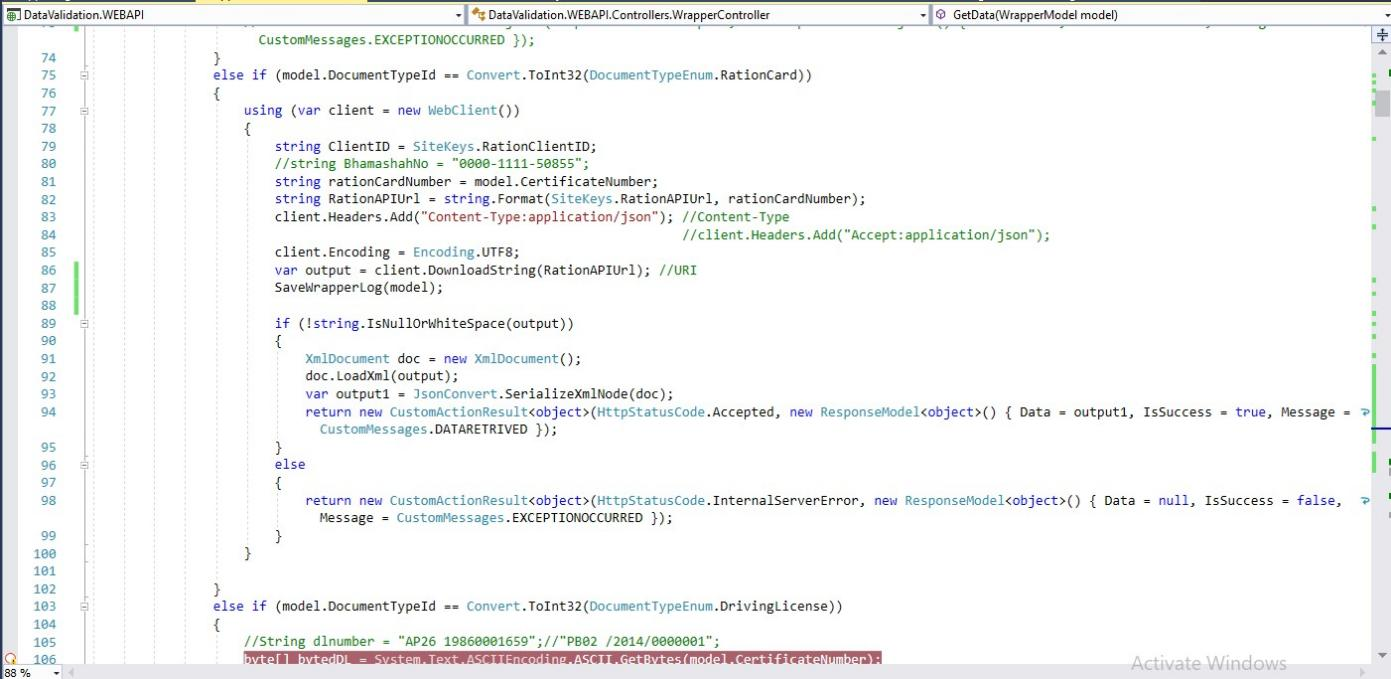 DataValidation.WEBAPI
DataValidation.WEBAPI.Controllers.WrapperController
GetData(WrapperModel model)
CustomMessages.EXCEPTIONOCCURRED });
74 }
75 else if (model.DocumentTypeId == Convert.ToInt32(DocumentTypeEnum.RationCard))
76 {
77 using (var client = new WebClient())
78 {
79 string ClientID = SiteKeys.RationClientID;
80 //string BhamashahNo = "0000-1111-50855";
81 string rationCardNumber = model.CertificateNumber;
82 string RationAPIUrl = string.Format(SiteKeys.RationAPIUrl, rationCardNumber);
83 client.Headers.Add("Content-Type:application/json"); //Content-Type
84 //client.Headers.Add("Accept:application/json");
85 client.Encoding = Encoding.UTF8;
86 var output = client.DownloadString(RationAPIUrl); //URI
87 SaveWrapperLog(model);
88
89 if (!string.IsNullOrWhiteSpace(output))
90 {
91 XmlDocument doc = new XmlDocument();
92 doc.LoadXml(output);
93 var output1 = JsonConvert.SerializeXmlNode(doc);
94 return new CustomActionResult<object>(HttpStatusCode.Accepted, new ResponseModel<object>() { Data = output1, IsSuccess = true, Message =
CustomMessages.DATARETRIVED });
95 }
96 else
97 {
98 return new CustomActionResult<object>(HttpStatusCode.InternalServerError, new ResponseModel<object>() { Data = null, IsSuccess = false,
Message = CustomMessages.EXCEPTIONOCCURRED });
99 }
100 }
101
102 }
103 else if (model.DocumentTypeId == Convert.ToInt32(DocumentTypeEnum.DrivingLicense))
104 {
105 //String dlnumber = "AP26 19860001659";//"PB02 /2014/0000001";
106 byte[] bytedDL = System.Text.ASCIIEncoding.ASCII.GetBytes(model.CertificateNumber);
Activate Windows
88 %